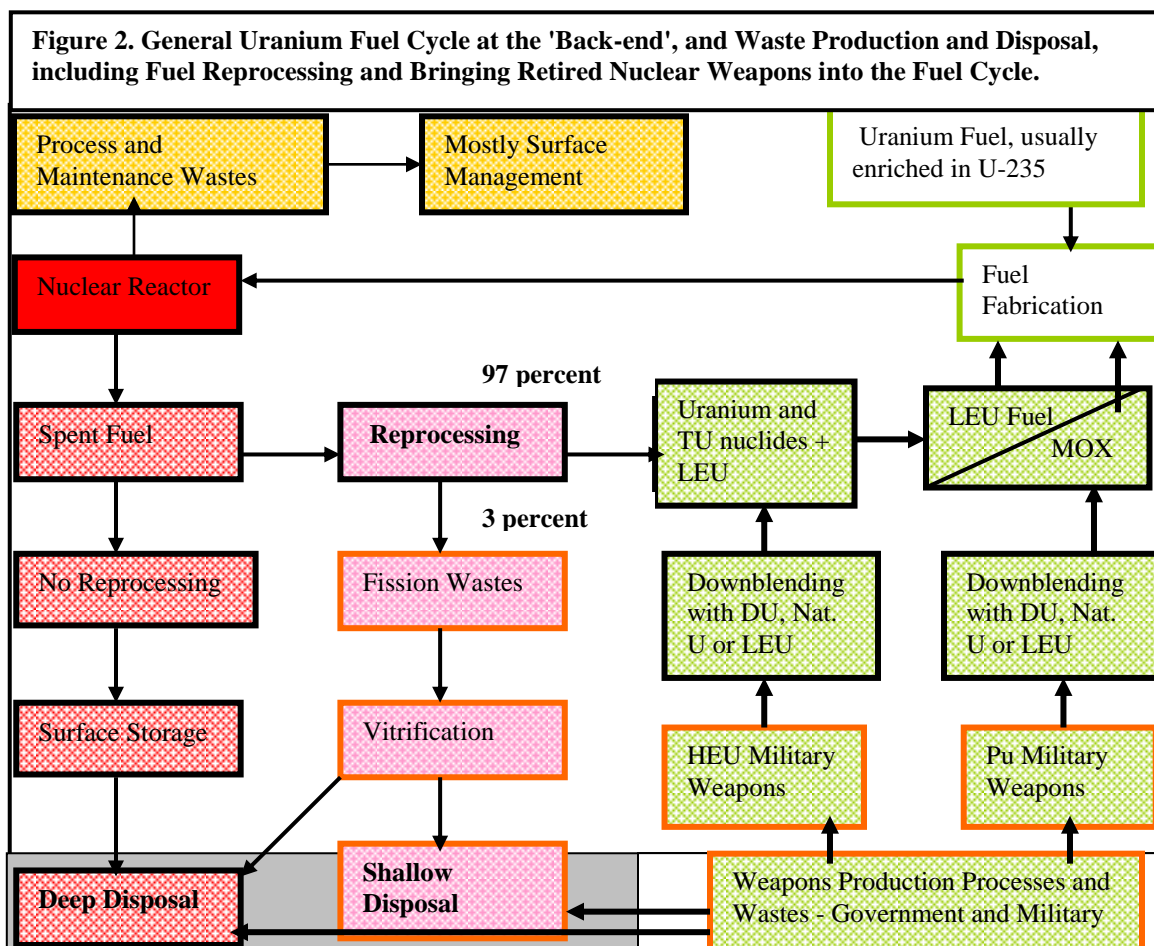 Figure 2. General Uranium Fuel Cycle at the 'Back-end', and Waste Production and Disposal,
including Fuel Reprocessing and Bringing Retired Nuclear Weapons into the Fuel Cycle.
Process and
Maintenance Wastes
Mostly Surface
Management
Uranium Fuel, usually
enriched in U-235
Nuclear Reactor
Fuel
Fabrication
97 percent
Spent Fuel
Reprocessing
Uranium and
TU nuclides +
LEU
LEU Fuel
MOX
3 percent
No Reprocessing
Fission Wastes
Downblending
with DU, Nat.
U or LEU
Downblending
with DU, Nat.
U or LEU
Surface Storage
Vitrification
HEU Military
Weapons
Pu Military
Weapons
Deep Disposal
Shallow
Disposal
Weapons Production Processes and
Wastes - Government and Military